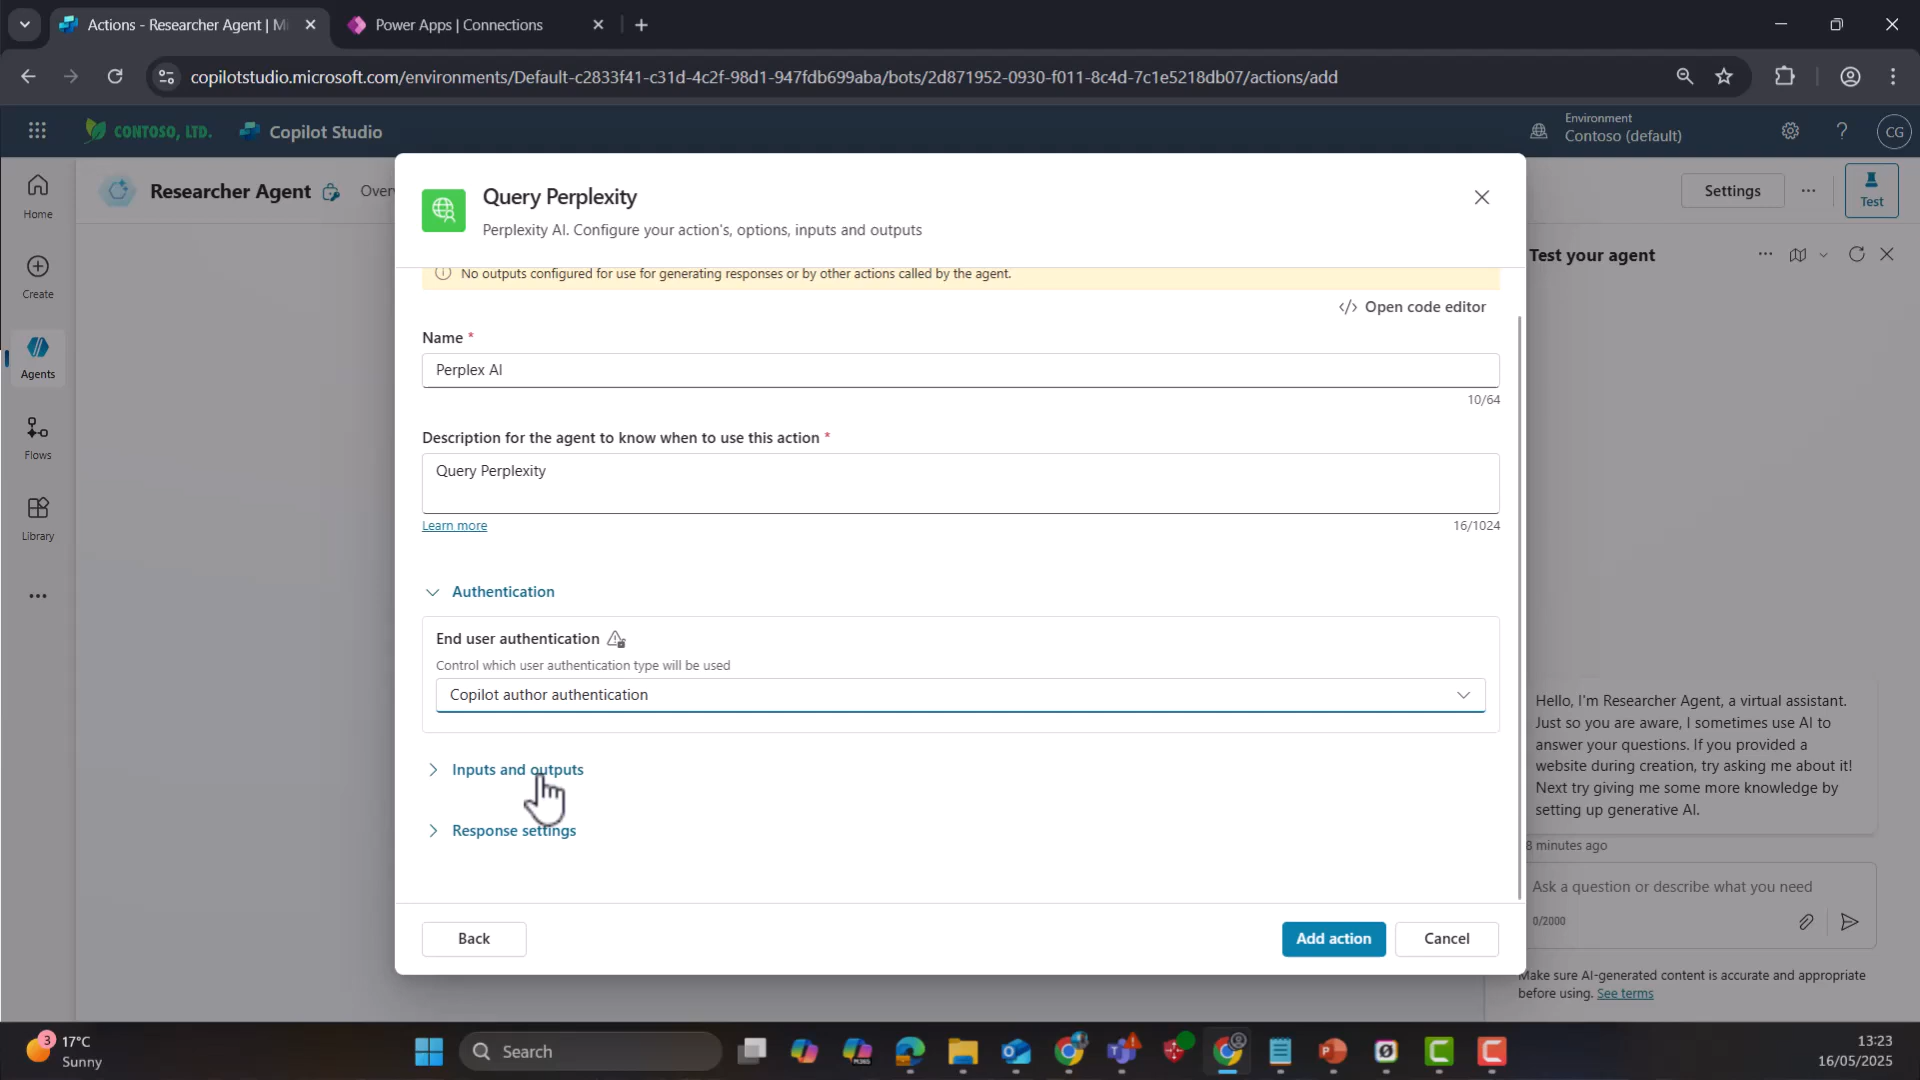 Actions - Researcher Agent | Mi
Power Apps | Connections
copilotstudio.microsoft.com/environments/Default-c2833f41-c31d-4c2f-98d1-947fdb699aba/bots/2d871952-0930-f011-8c4d-7c1e5218db07/actions/add
CONTOSO, LTD.
Copilot Studio
Environment
Contoso (default)
CG
Home
Create
Agents
Flows
Library
Researcher Agent
Over
Settings
Test
Query Perplexity
Perplexity AI. Configure your action's, options, inputs and outputs
No outputs configured for use for generating responses or by other actions called by the agent.
</> Open code editor
Name *
Perplex AI
10/64
Description for the agent to know when to use this action *
Query Perplexity
Learn more
16/1024
Authentication
End user authentication
Control which user authentication type will be used
Copilot author authentication
Inputs and outputs
Response settings
Back
Add action
Cancel
Test your agent
Hello, I'm Researcher Agent, a virtual assistant.
Just so you are aware, I sometimes use AI to
answer your questions. If you provided a
website during creation, try asking me about it!
Next try giving me some more knowledge by
setting up generative AI.
8 minutes ago
Ask a question or describe what you need
0/2000
Make sure AI-generated content is accurate and appropriate
before using. See terms
3
17°C
Sunny
Search
13:23
16/05/2025